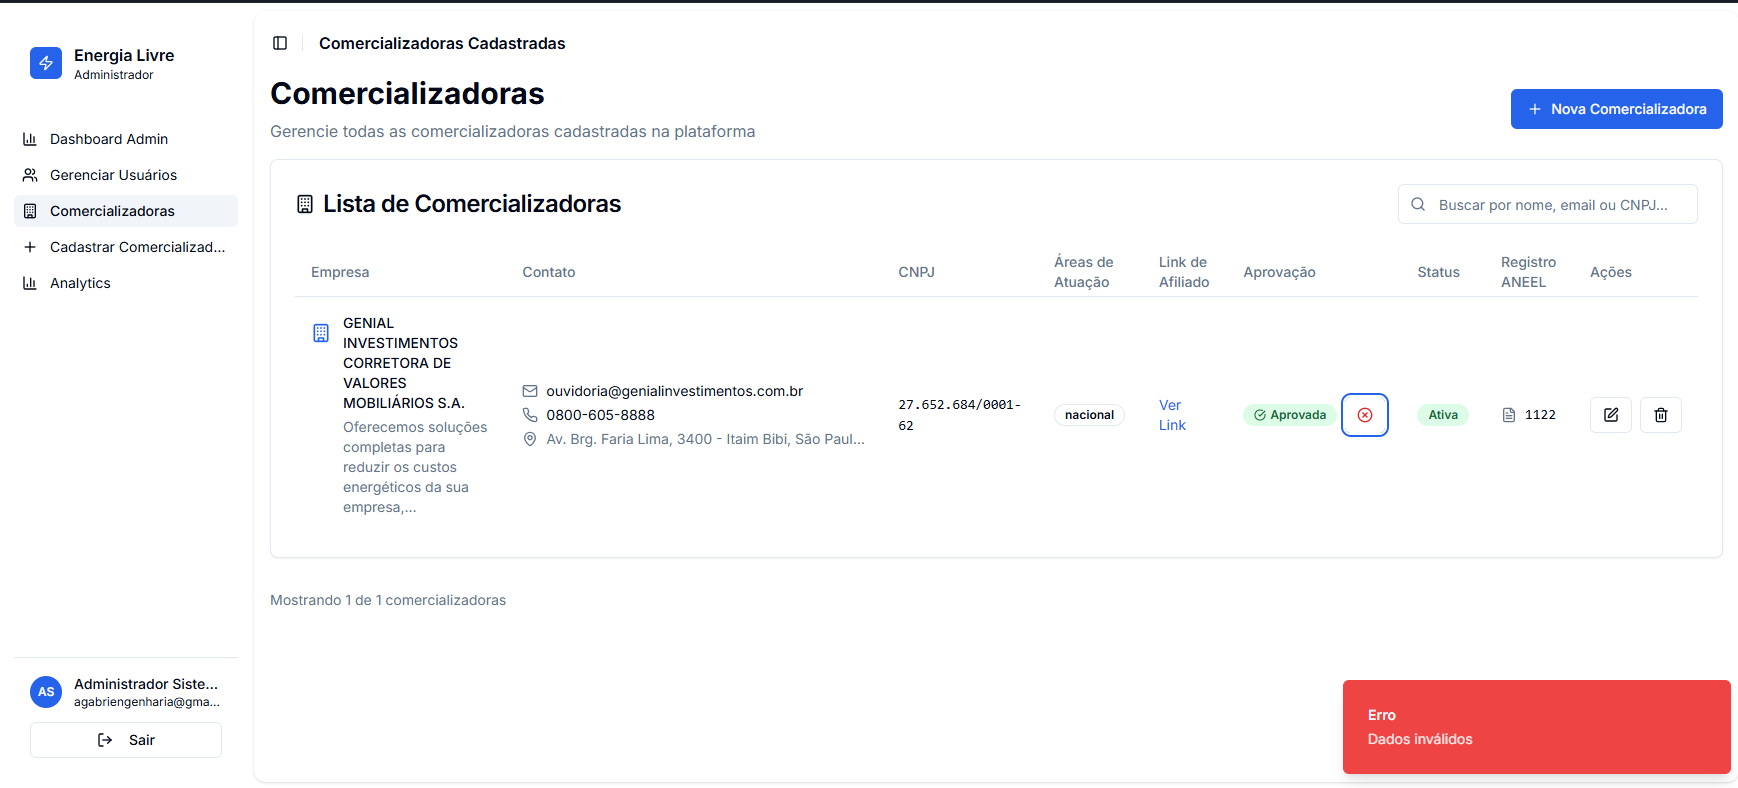 Energia Livre
Administrador
Dashboard Admin
Gerenciar Usuários
Comercializadoras
Cadastrar Comercializad...
Analytics
Administrador Siste...
AS
agabriengenharia@gma...
Sair
Comercializadoras Cadastradas
Comercializadoras
Gerencie todas as comercializadoras cadastradas na plataforma
Nova Comercializadora
Lista de Comercializadoras
Buscar por nome, email ou CNPJ...
Empresa
Contato
CNPJ
Áreas de
Atuação
Link de
Afiliado
Aprovação
Status
Registro
ANEEL
Ações
GENIAL
INVESTIMENTOS
CORRETORA DE
VALORES
MOBILIÁRIOS S.A.
Oferecemos soluções
completas para
reduzir os custos
energéticos da sua
empresa,...
ouvidoria@genialinvestimentos.com.br
0800-605-8888
Av. Brg. Faria Lima, 3400 - Itaim Bibi, São Paul...
27.652.684/0001-
62
nacional
Ver
Link
Aprovada
Ativa
1122
Mostrando 1 de 1 comercializadoras
Erro
Dados inválidos